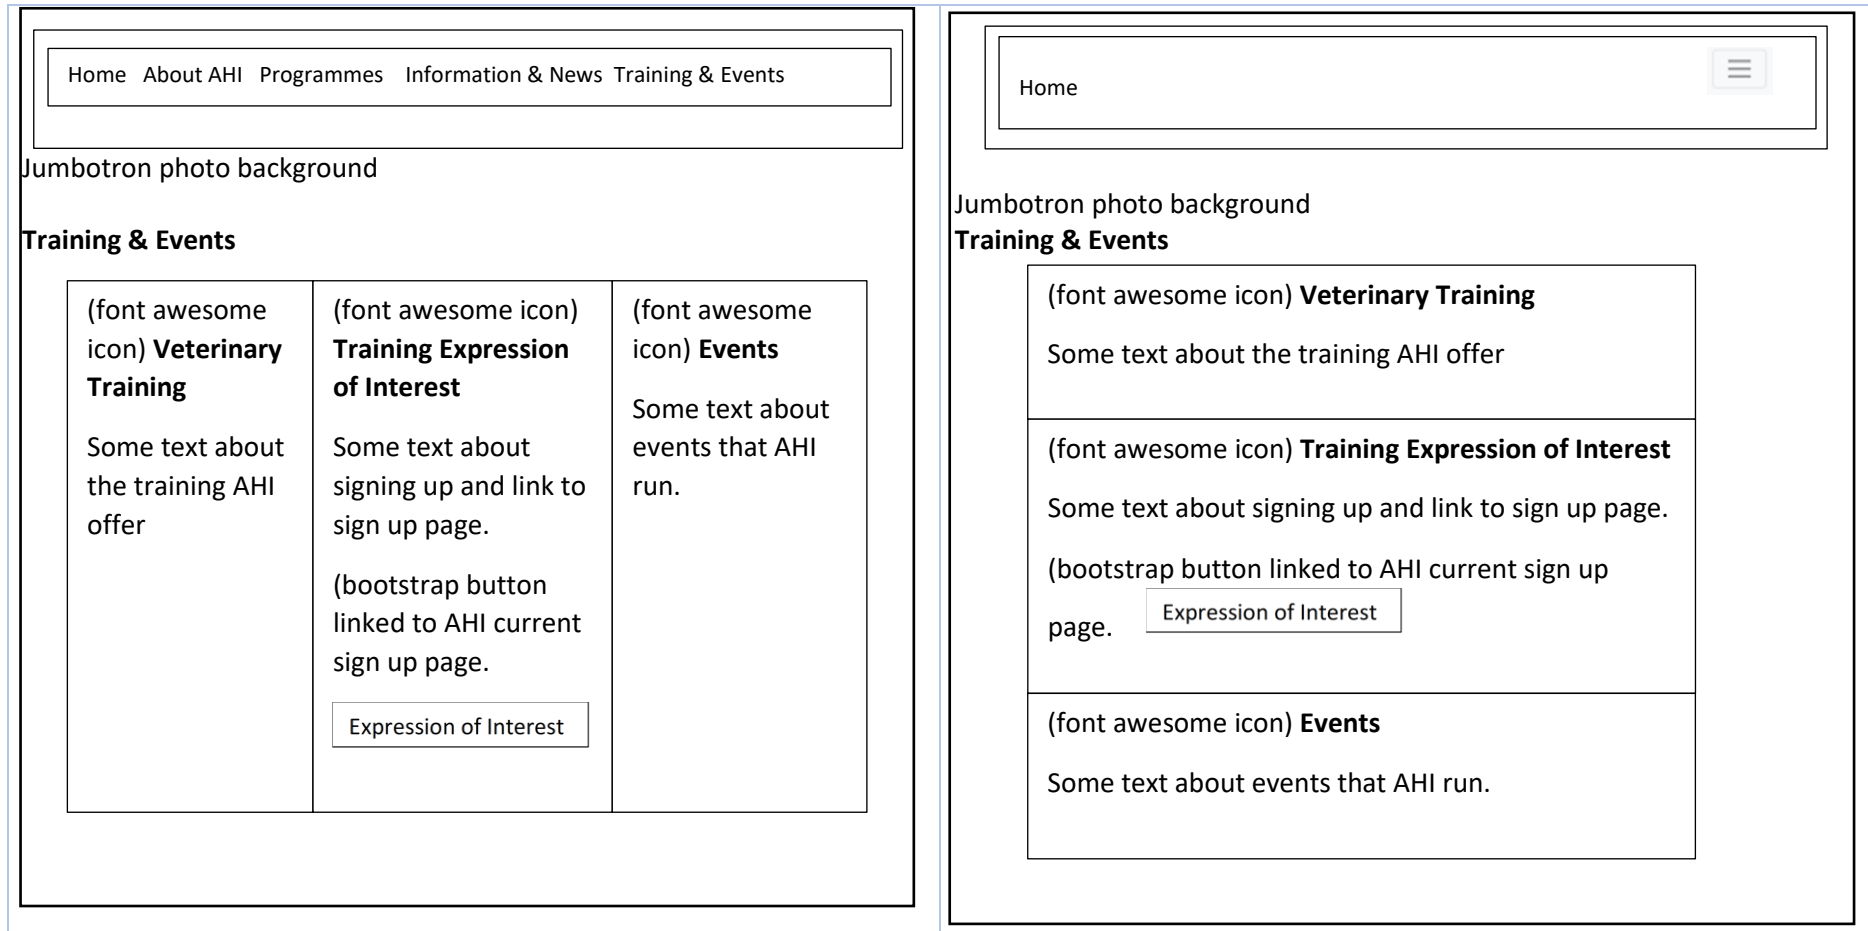 Home About AHI Programmes Information & News Training & Events
Jumbotron photo background
Training & Events
(font awesome
icon) Veterinary
Training
Some text about
the training AHI
offer
(font awesome icon)
Training Expression
of Interest
Some text about
signing up and link to
sign up page.
(bootstrap button
linked to AHI current
sign up page.
Expression of Interest
(font awesome
icon) Events
Some text about
events that AHI
run.
Home
Jumbotron photo background
Training & Events
(font awesome icon) Veterinary Training
Some text about the training AHI offer
(font awesome icon) Training Expression of Interest
Some text about signing up and link to sign up page.
(bootstrap button linked to AHI current sign up
page. Expression of Interest
(font awesome icon) Events
Some text about events that AHI run.